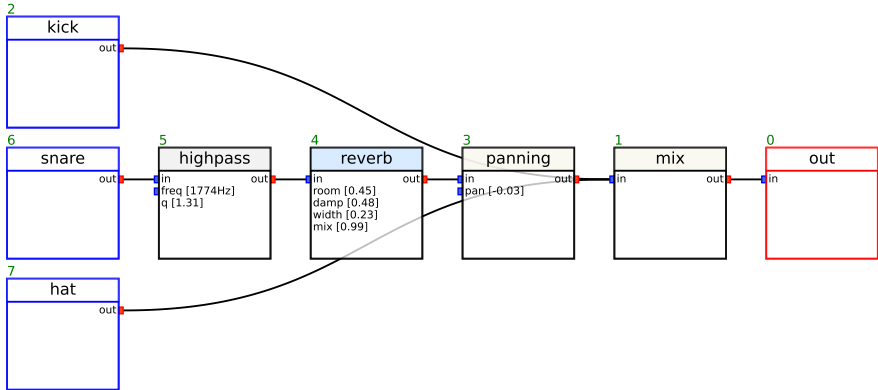 2
kick
out
6
snare
out
5
highpass
in out
freq [1774Hz]
q [1.31]
4
reverb
in out
room [0.45]
damp [0.48]
width [0.23]
mix [0.99]
3
panning
in out
pan [-0.03]
1
mix
in out
0
out
in
7
hat
out